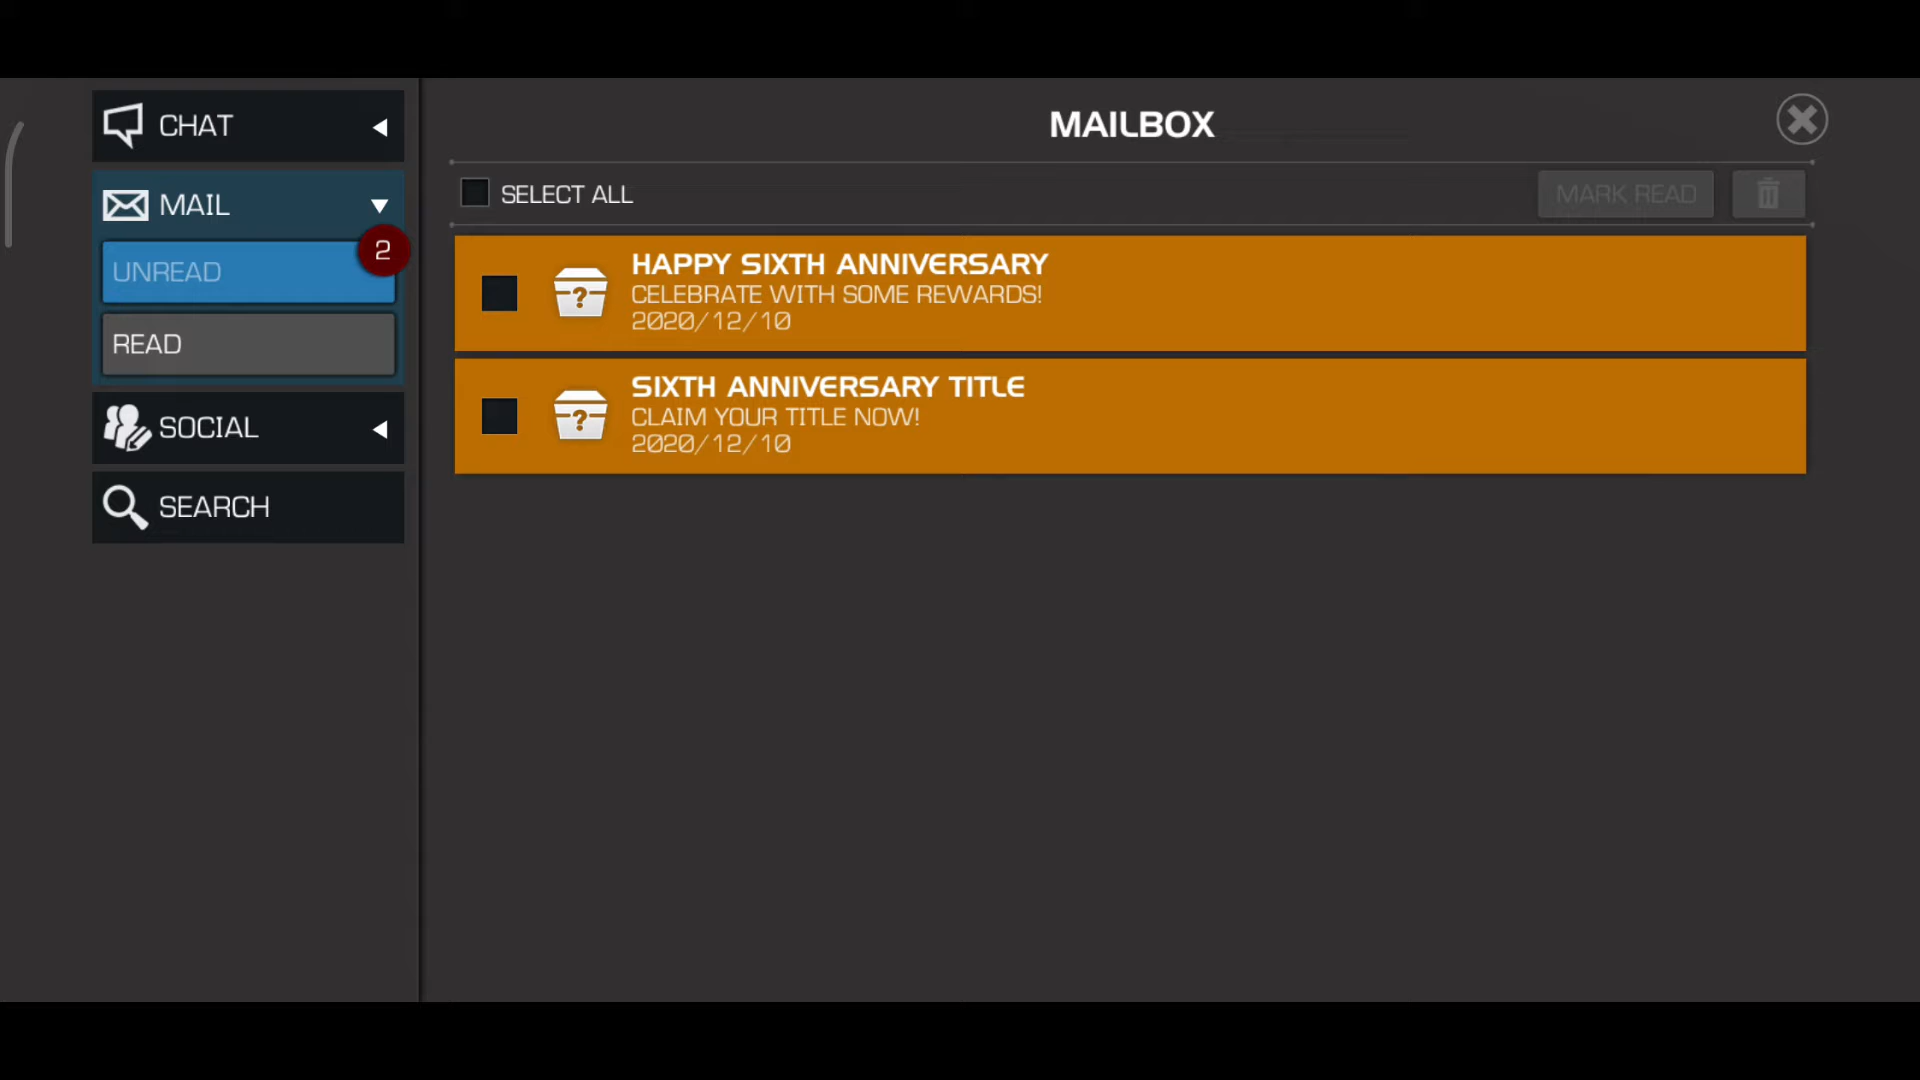 CHAT
MAIL
2
UNREAD
READ
SOCIAL
SEARCH
MAILBOX
SELECT ALL
MARK READ
HAPPY SIXTH ANNIVERSARY
CELEBRATE WITH SOME REWARDS!
2020/12/10
SIXTH ANNIVERSARY TITLE
CLAIM YOUR TITLE NOW!
2020/12/10